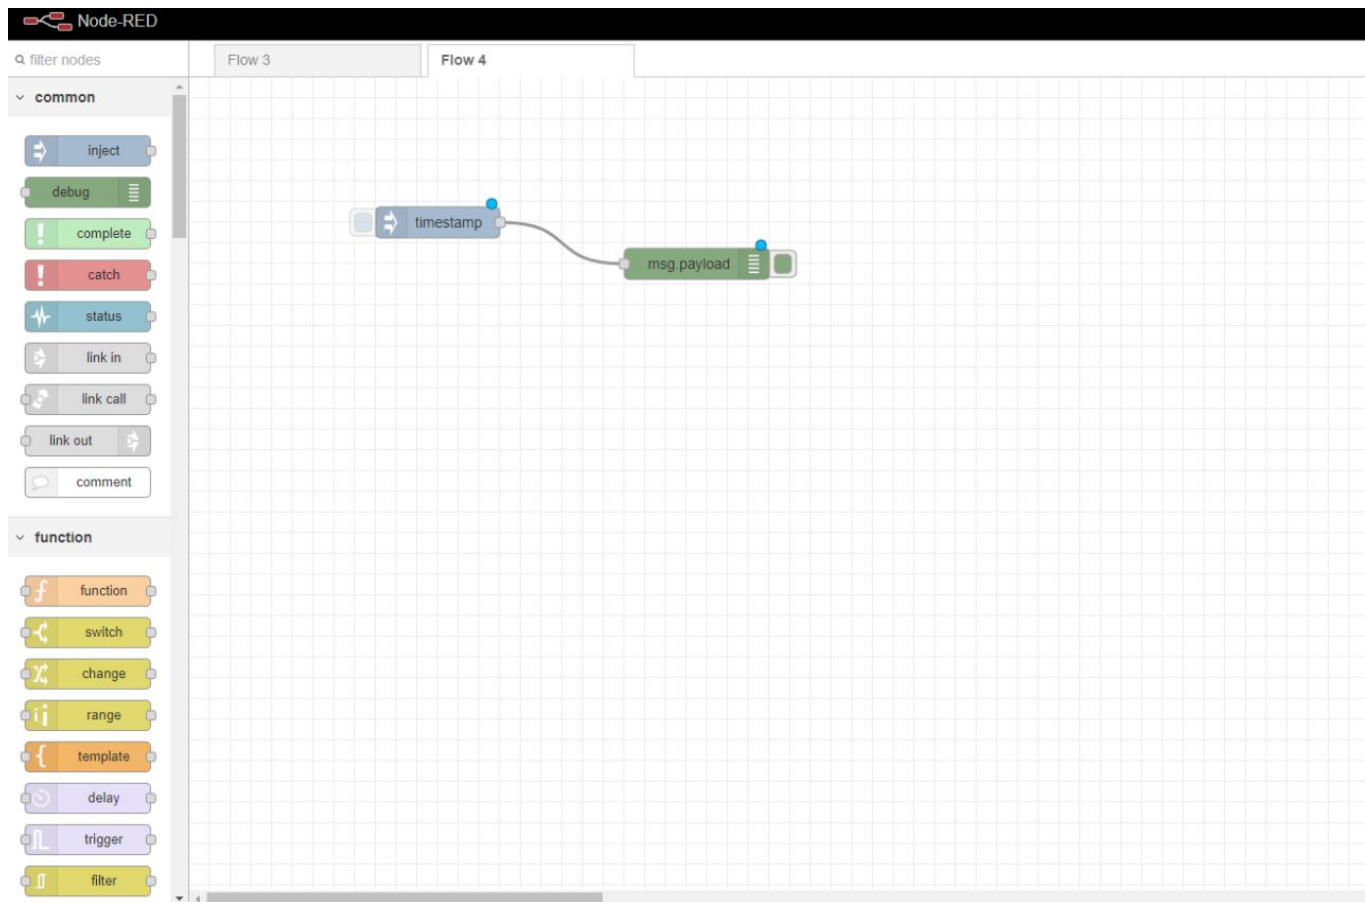 Node-RED
filter nodes
Flow 3
Flow 4
common
inject
debug
complete
catch
status
link in
link call
link out
comment
function
function
switch
change
range
template
delay
trigger
filter
timestamp
msg.payload